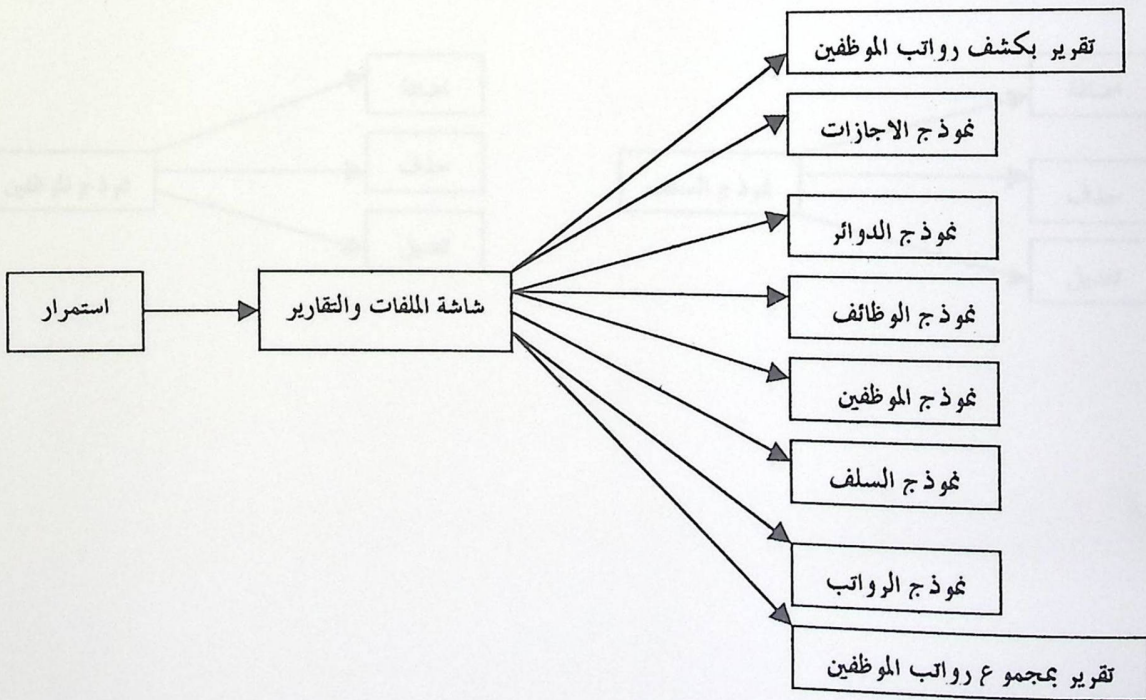 تقرير بكشف رواتب الموظفين
نموذج الاجازات
نموذج الدوائر
استمرار
شاشة الملفات والتقارير
نموذج الوظائف
نموذج الموظفين
نموذج السلف
نموذج الرواتب
تقرير بمجموع رواتب الموظفين